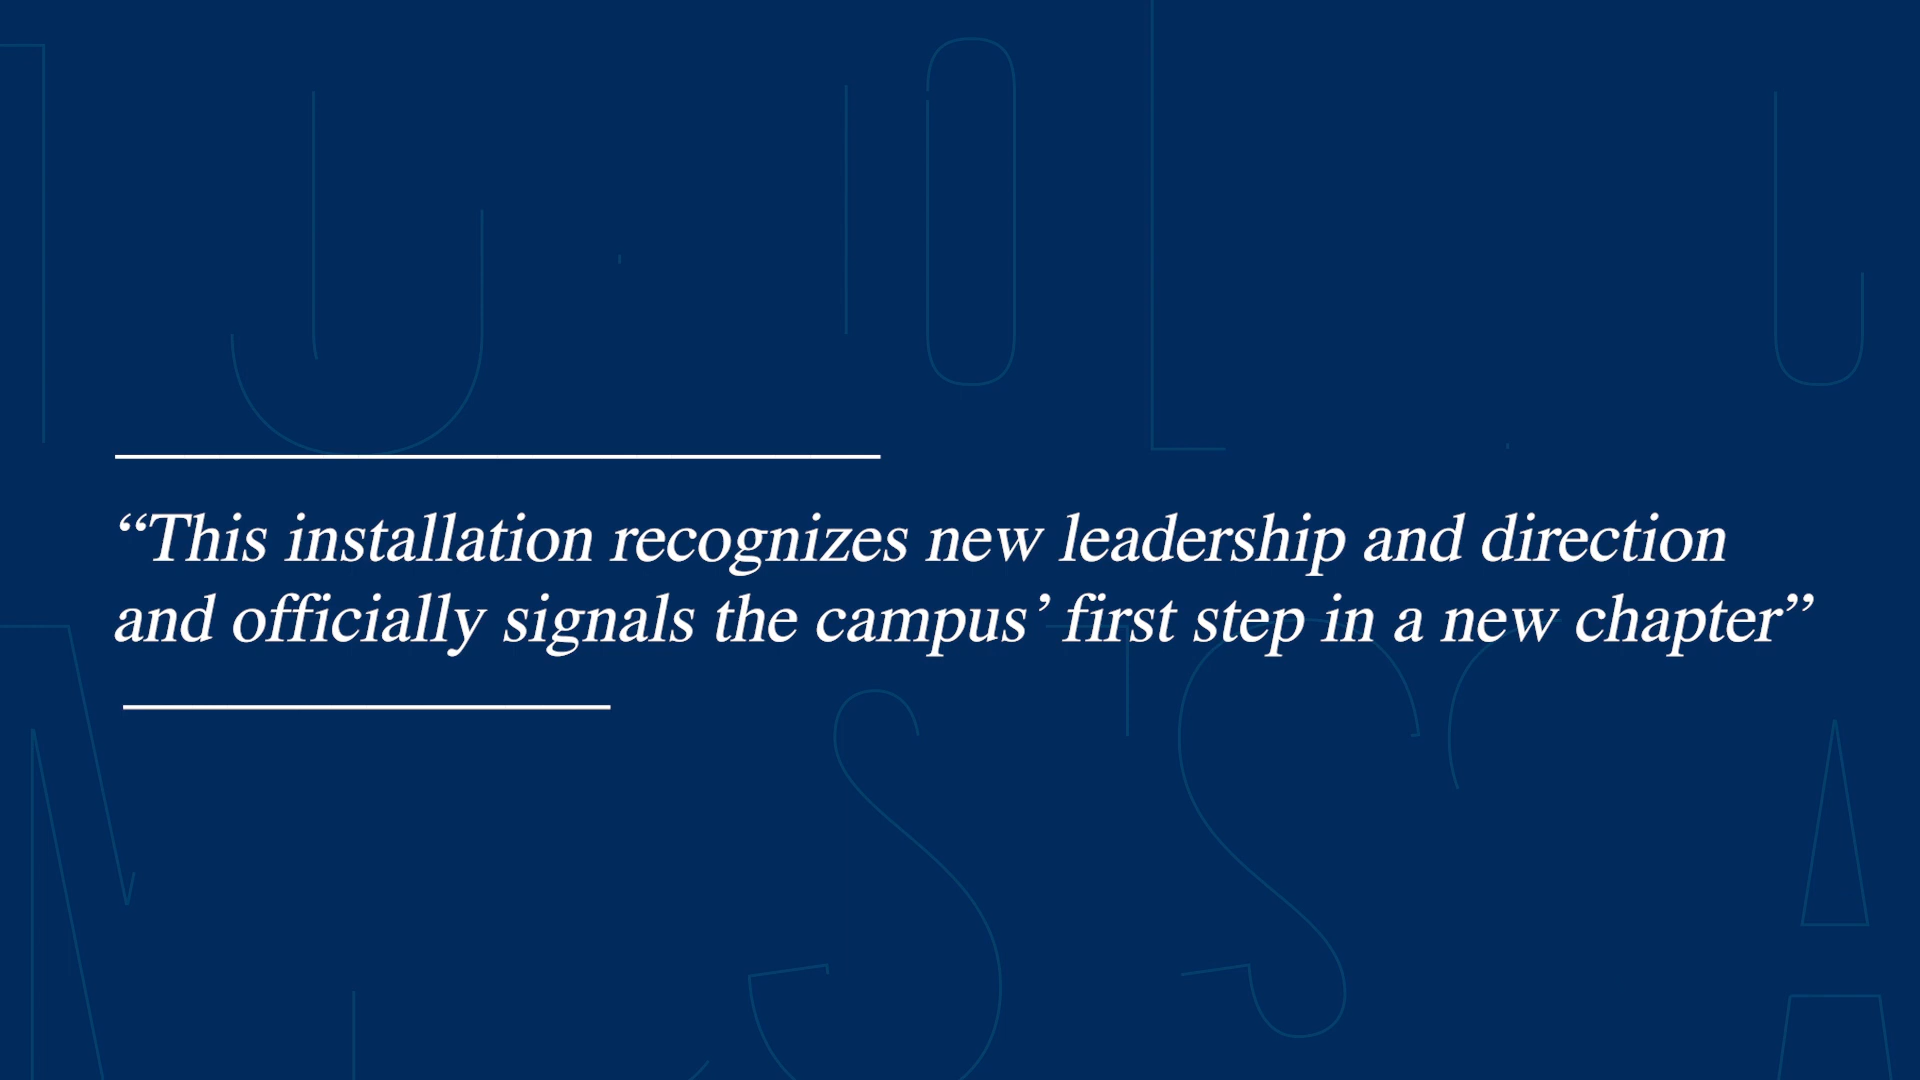 “This installation recognizes new leadership and direction
and officially signals the campus’ first step in a new chapter”